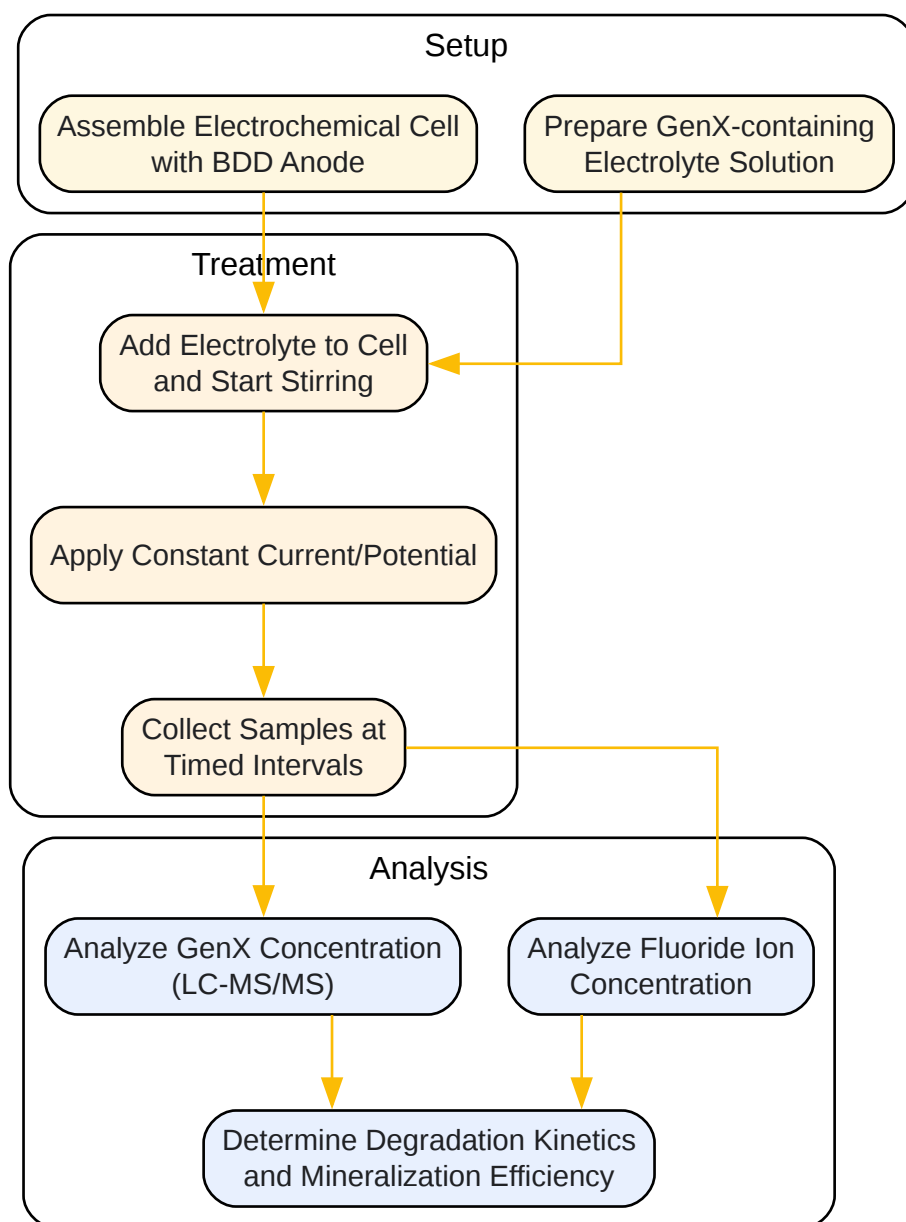 Setup
Assemble Electrochemical Cell
with BDD Anode
Prepare GenX-containing
Electrolyte Solution
Treatment
Add Electrolyte to Cell
and Start Stirring
Apply Constant Current/Potential
Collect Samples at
Timed Intervals
Analysis
Analyze GenX Concentration
(LC-MS/MS)
Analyze Fluoride Ion
Concentration
Determine Degradation Kinetics
and Mineralization Efficiency